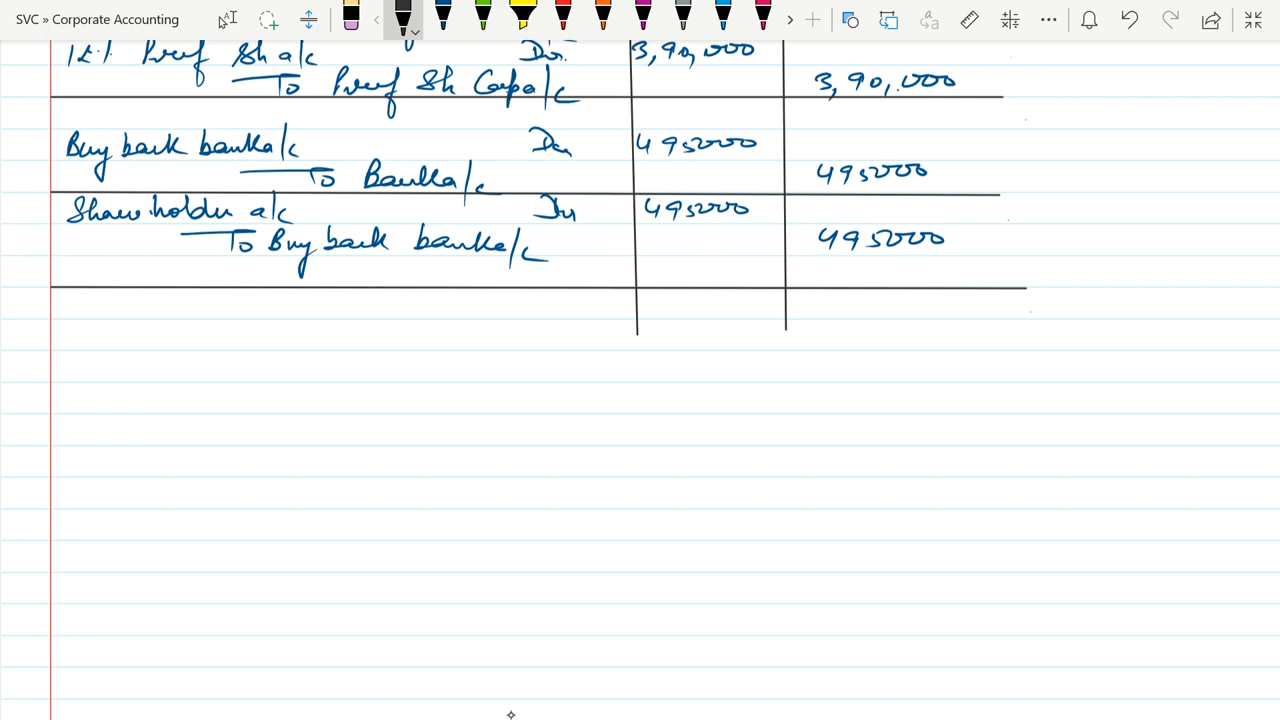 SVC » Corporate Accounting
12% Pref Sh a/c Dr. 3,90,000
To Pref Sh Cap a/c 3,90,000
Buy back bank a/c Dr 495000
To Bank a/c 495000
Shareholder a/c Dr 495000
To Buy back bank a/c 495000